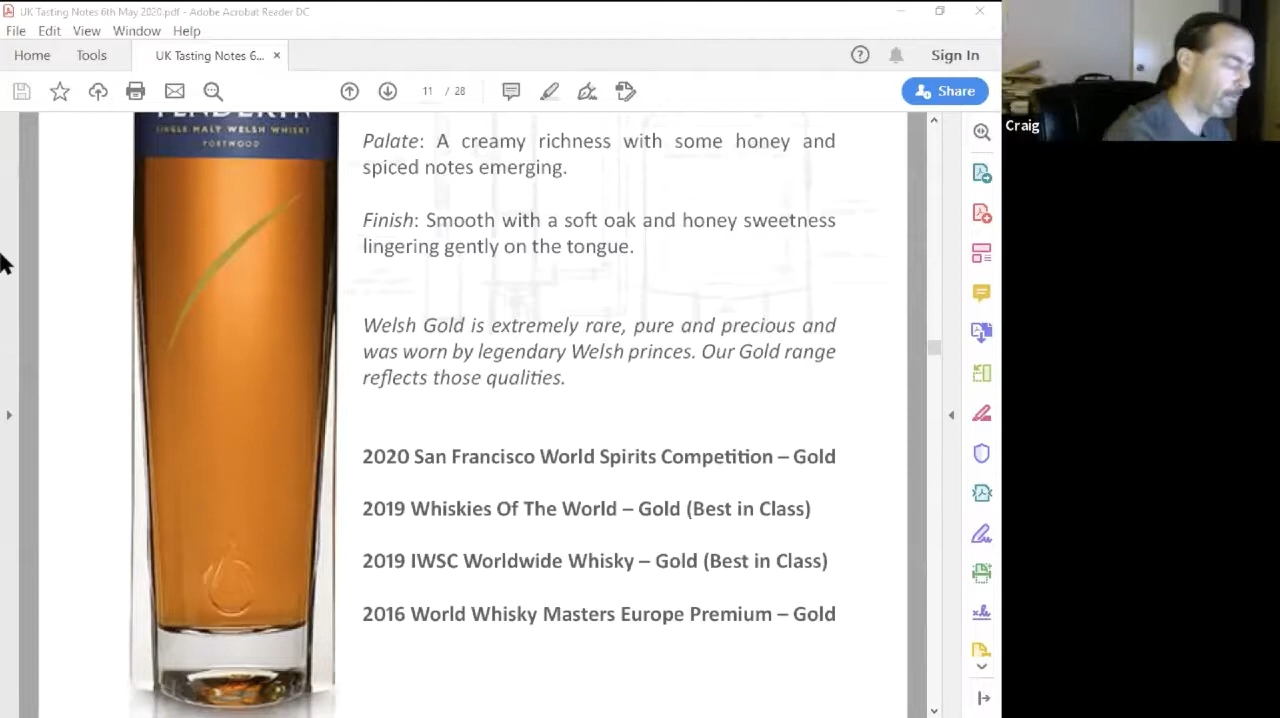 UK Tasting Notes 6th May 2020.pdf - Adobe Acrobat Reader DC
File Edit View Window Help
Home Tools UK Tasting Notes 6... × Sign In
11 / 28 Share
Craig
PENDERYN
SINGLE MALT WELSH WHISKY
PORTWOOD
Palate: A creamy richness with some honey and
spiced notes emerging.
Finish: Smooth with a soft oak and honey sweetness
lingering gently on the tongue.
Welsh Gold is extremely rare, pure and precious and
was worn by legendary Welsh princes. Our Gold range
reflects those qualities.
2020 San Francisco World Spirits Competition – Gold
2019 Whiskies Of The World – Gold (Best in Class)
2019 IWSC Worldwide Whisky – Gold (Best in Class)
2016 World Whisky Masters Europe Premium – Gold